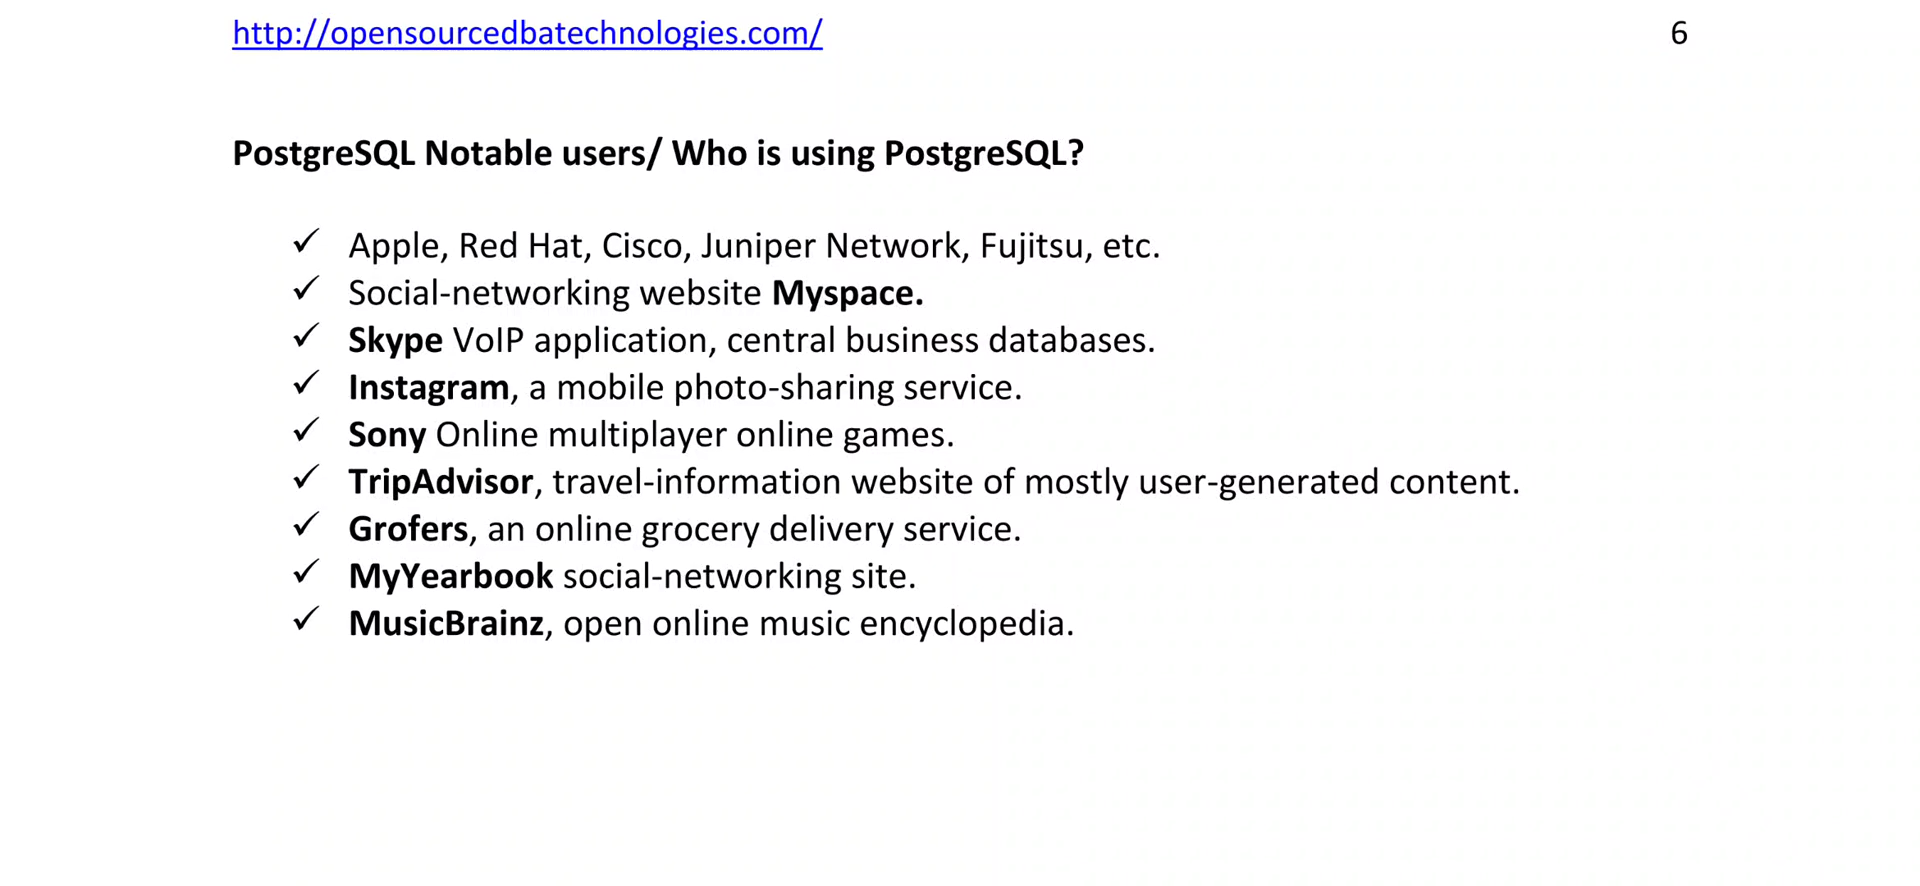 http://opensourcedbatechnologies.com/ 6
PostgreSQL Notable users/ Who is using PostgreSQL?
✓ Apple, Red Hat, Cisco, Juniper Network, Fujitsu, etc.
✓ Social-networking website Myspace.
✓ Skype VoIP application, central business databases.
✓ Instagram, a mobile photo-sharing service.
✓ Sony Online multiplayer online games.
✓ TripAdvisor, travel-information website of mostly user-generated content.
✓ Grofers, an online grocery delivery service.
✓ MyYearbook social-networking site.
✓ MusicBrainz, open online music encyclopedia.